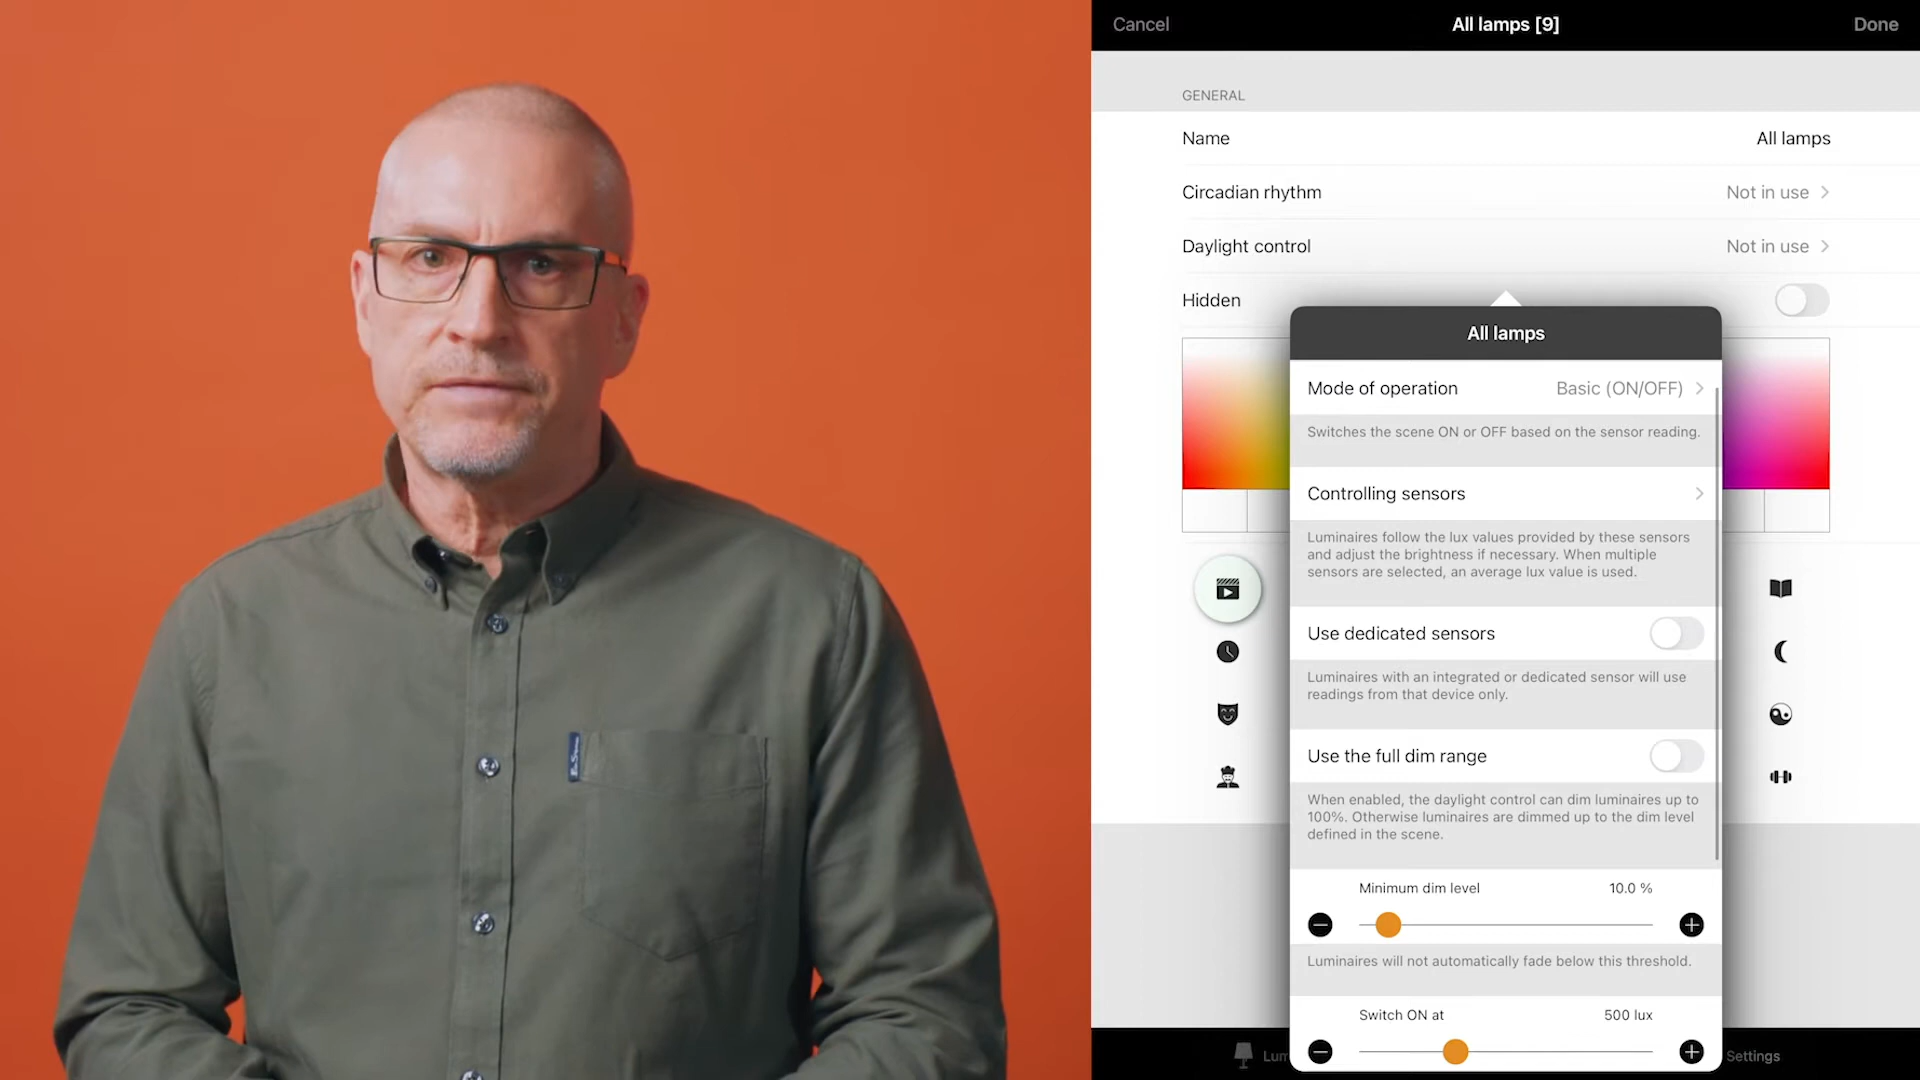 Cancel
All lamps [9]
Done
GENERAL
Name
All lamps
Circadian rhythm
Not in use
Daylight control
Not in use
Hidden
All lamps
Mode of operation
Basic (ON/OFF)
Switches the scene ON or OFF based on the sensor reading.
Controlling sensors
Luminaires follow the lux values provided by these sensors
and adjust the brightness if necessary. When multiple
sensors are selected, an average lux value is used.
Use dedicated sensors
Luminaires with an integrated or dedicated sensor will use
readings from that device only.
Use the full dim range
When enabled, the daylight control can dim luminaires up to
100%. Otherwise luminaires are dimmed up to the dim level
defined in the scene.
Minimum dim level
10.0 %
Luminaires will not automatically fade below this threshold.
Switch ON at
500 lux
Lum
Settings